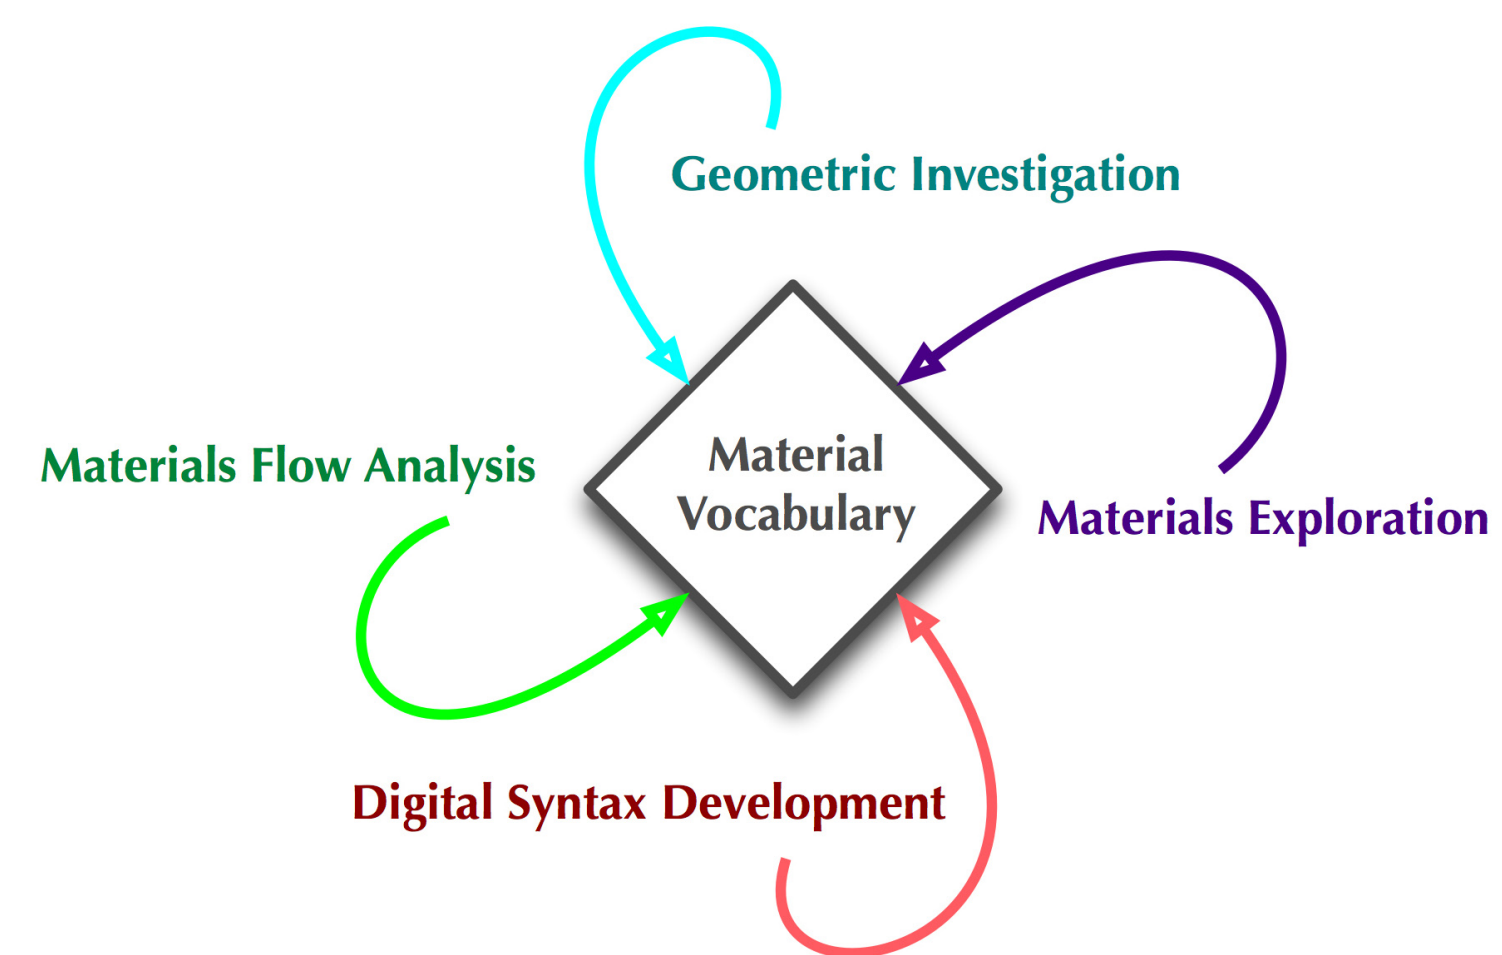 Geometric Investigation
Material
Vocabulary
Materials Flow Analysis
Materials Exploration
Digital Syntax Development